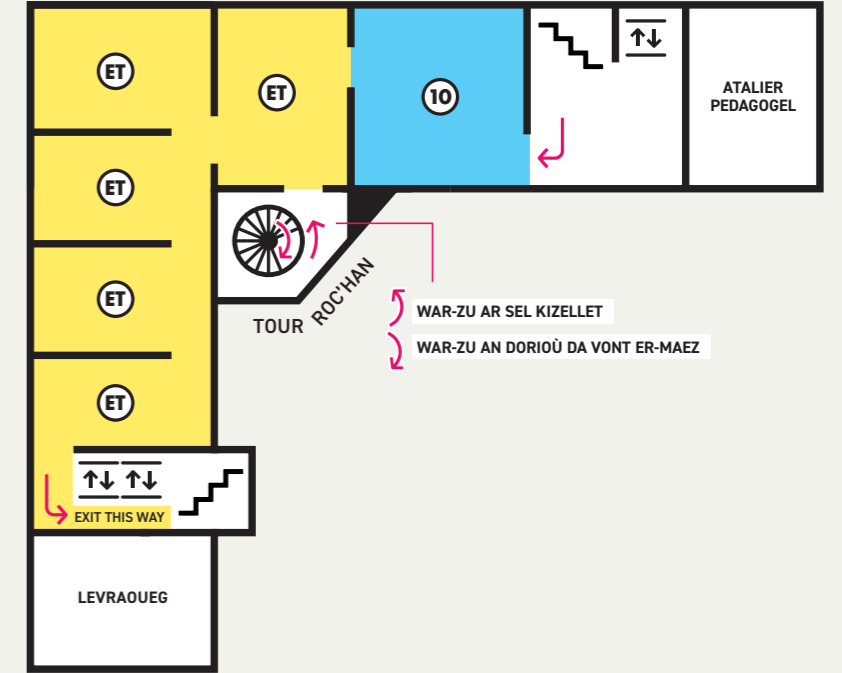 ET
ET
10
ATALIER
PEDAGOGEL
ET
ET
ET
TOUR ROC'HAN
WAR-ZU AR SEL KIZELLET
WAR-ZU AN DORIOÙ DA VONT ER-MAEZ
EXIT THIS WAY
LEVRAOUEG